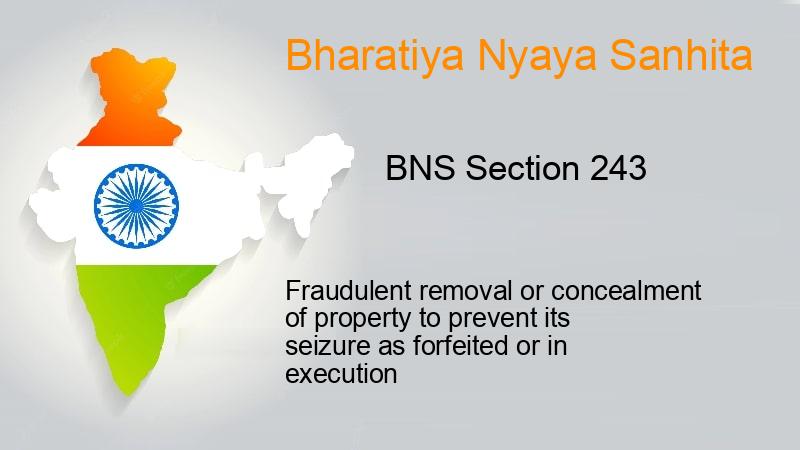 Bharatiya Nyaya Sanhita
BNS Section 243
Fraudulent removal or concealment
of property to prevent its
seizure as forfeited or in
execution